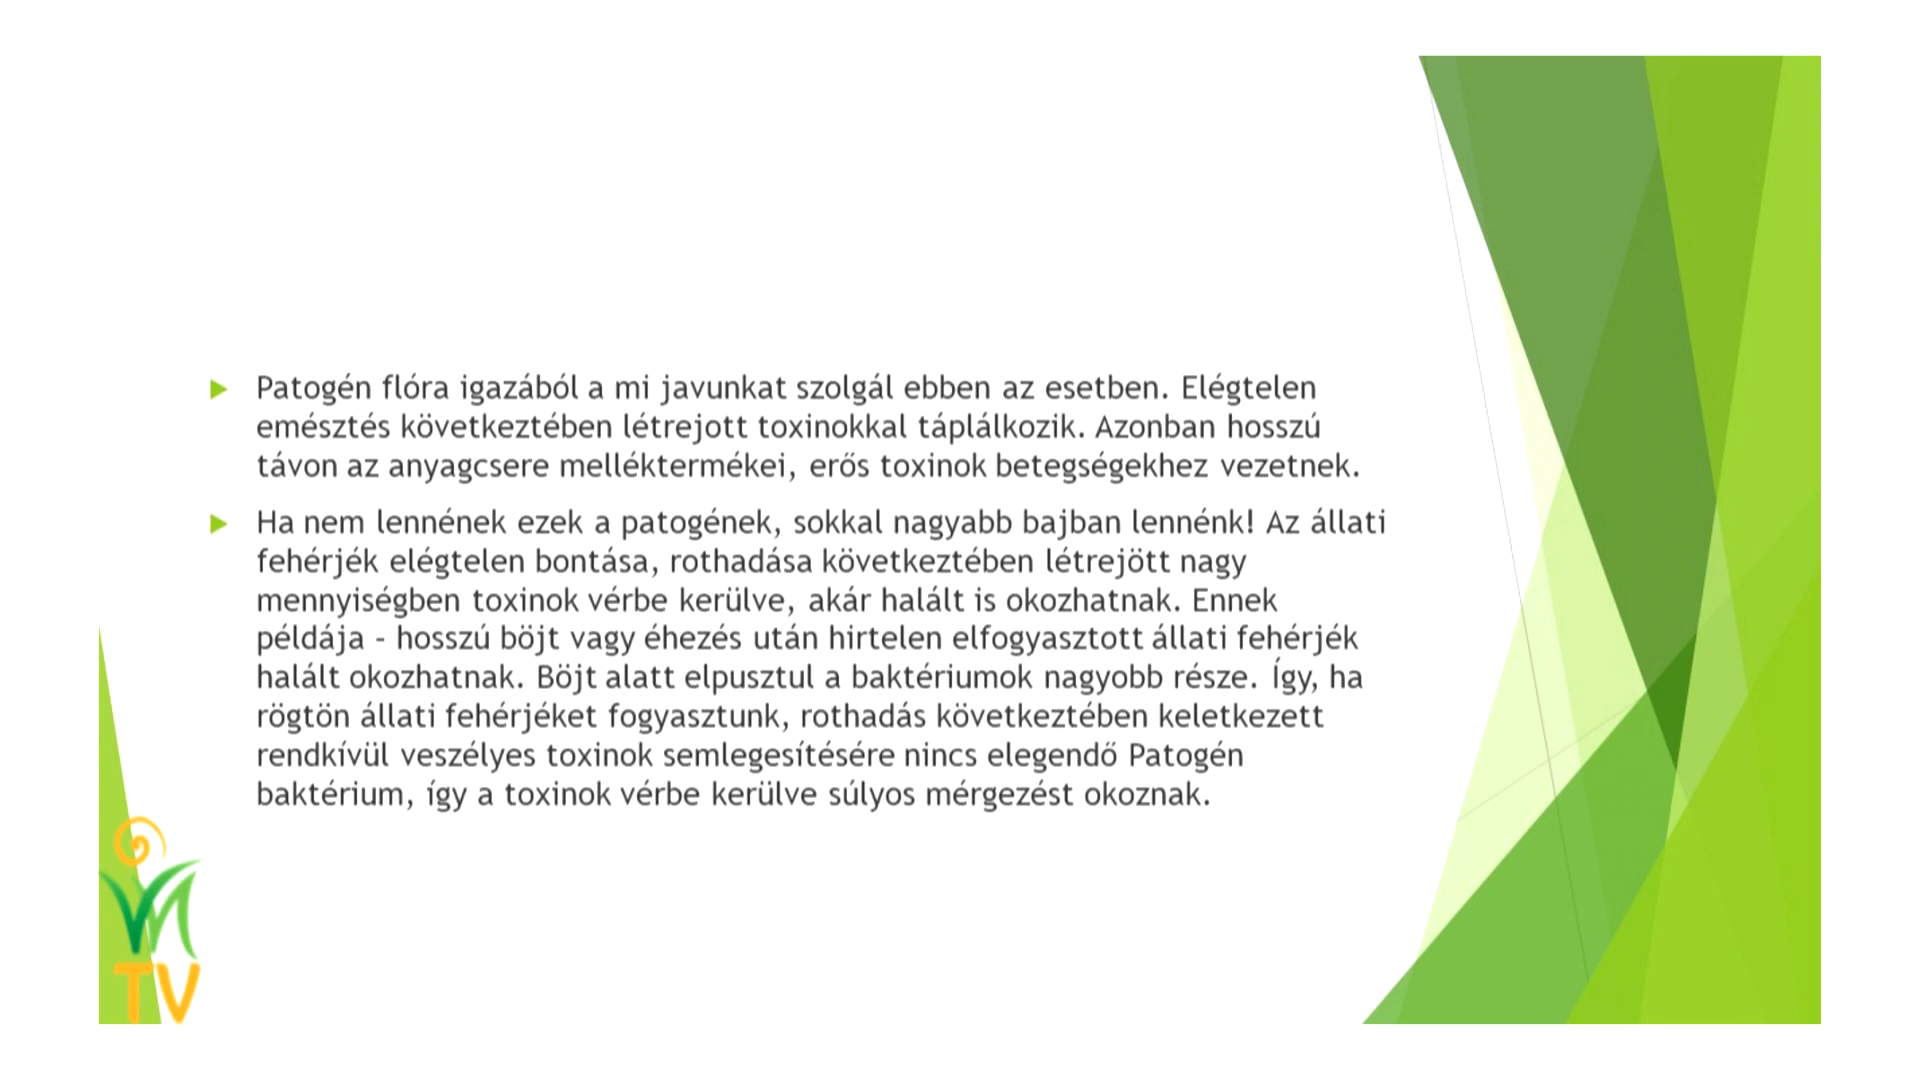 Patogén flóra igazából a mi javunkat szolgál ebben az esetben. Elégtelen
emésztés következtében létrejott toxinokkal táplálkozik. Azonban hosszú
távon az anyagcsere melléktermékei, erős toxinok betegségekhez vezetnek.
Ha nem lennének ezek a patogének, sokkal nagyabb bajban lennénk! Az állati
fehérjék elégtelen bontása, rothadása következtében létrejött nagy
mennyiségben toxinok vérbe kerülve, akár halált is okozhatnak. Ennek
példája - hosszú böjt vagy éhezés után hirtelen elfogyasztott állati fehérjék
halált okozhatnak. Böjt alatt elpusztul a baktériumok nagyobb része. Így, ha
rögtön állati fehérjéket fogyasztunk, rothadás következtében keletkezett
rendkívül veszélyes toxinok semlegesítésére nincs elegendő Patogén
baktérium, így a toxinok vérbe kerülve súlyos mérgezést okoznak.
TV